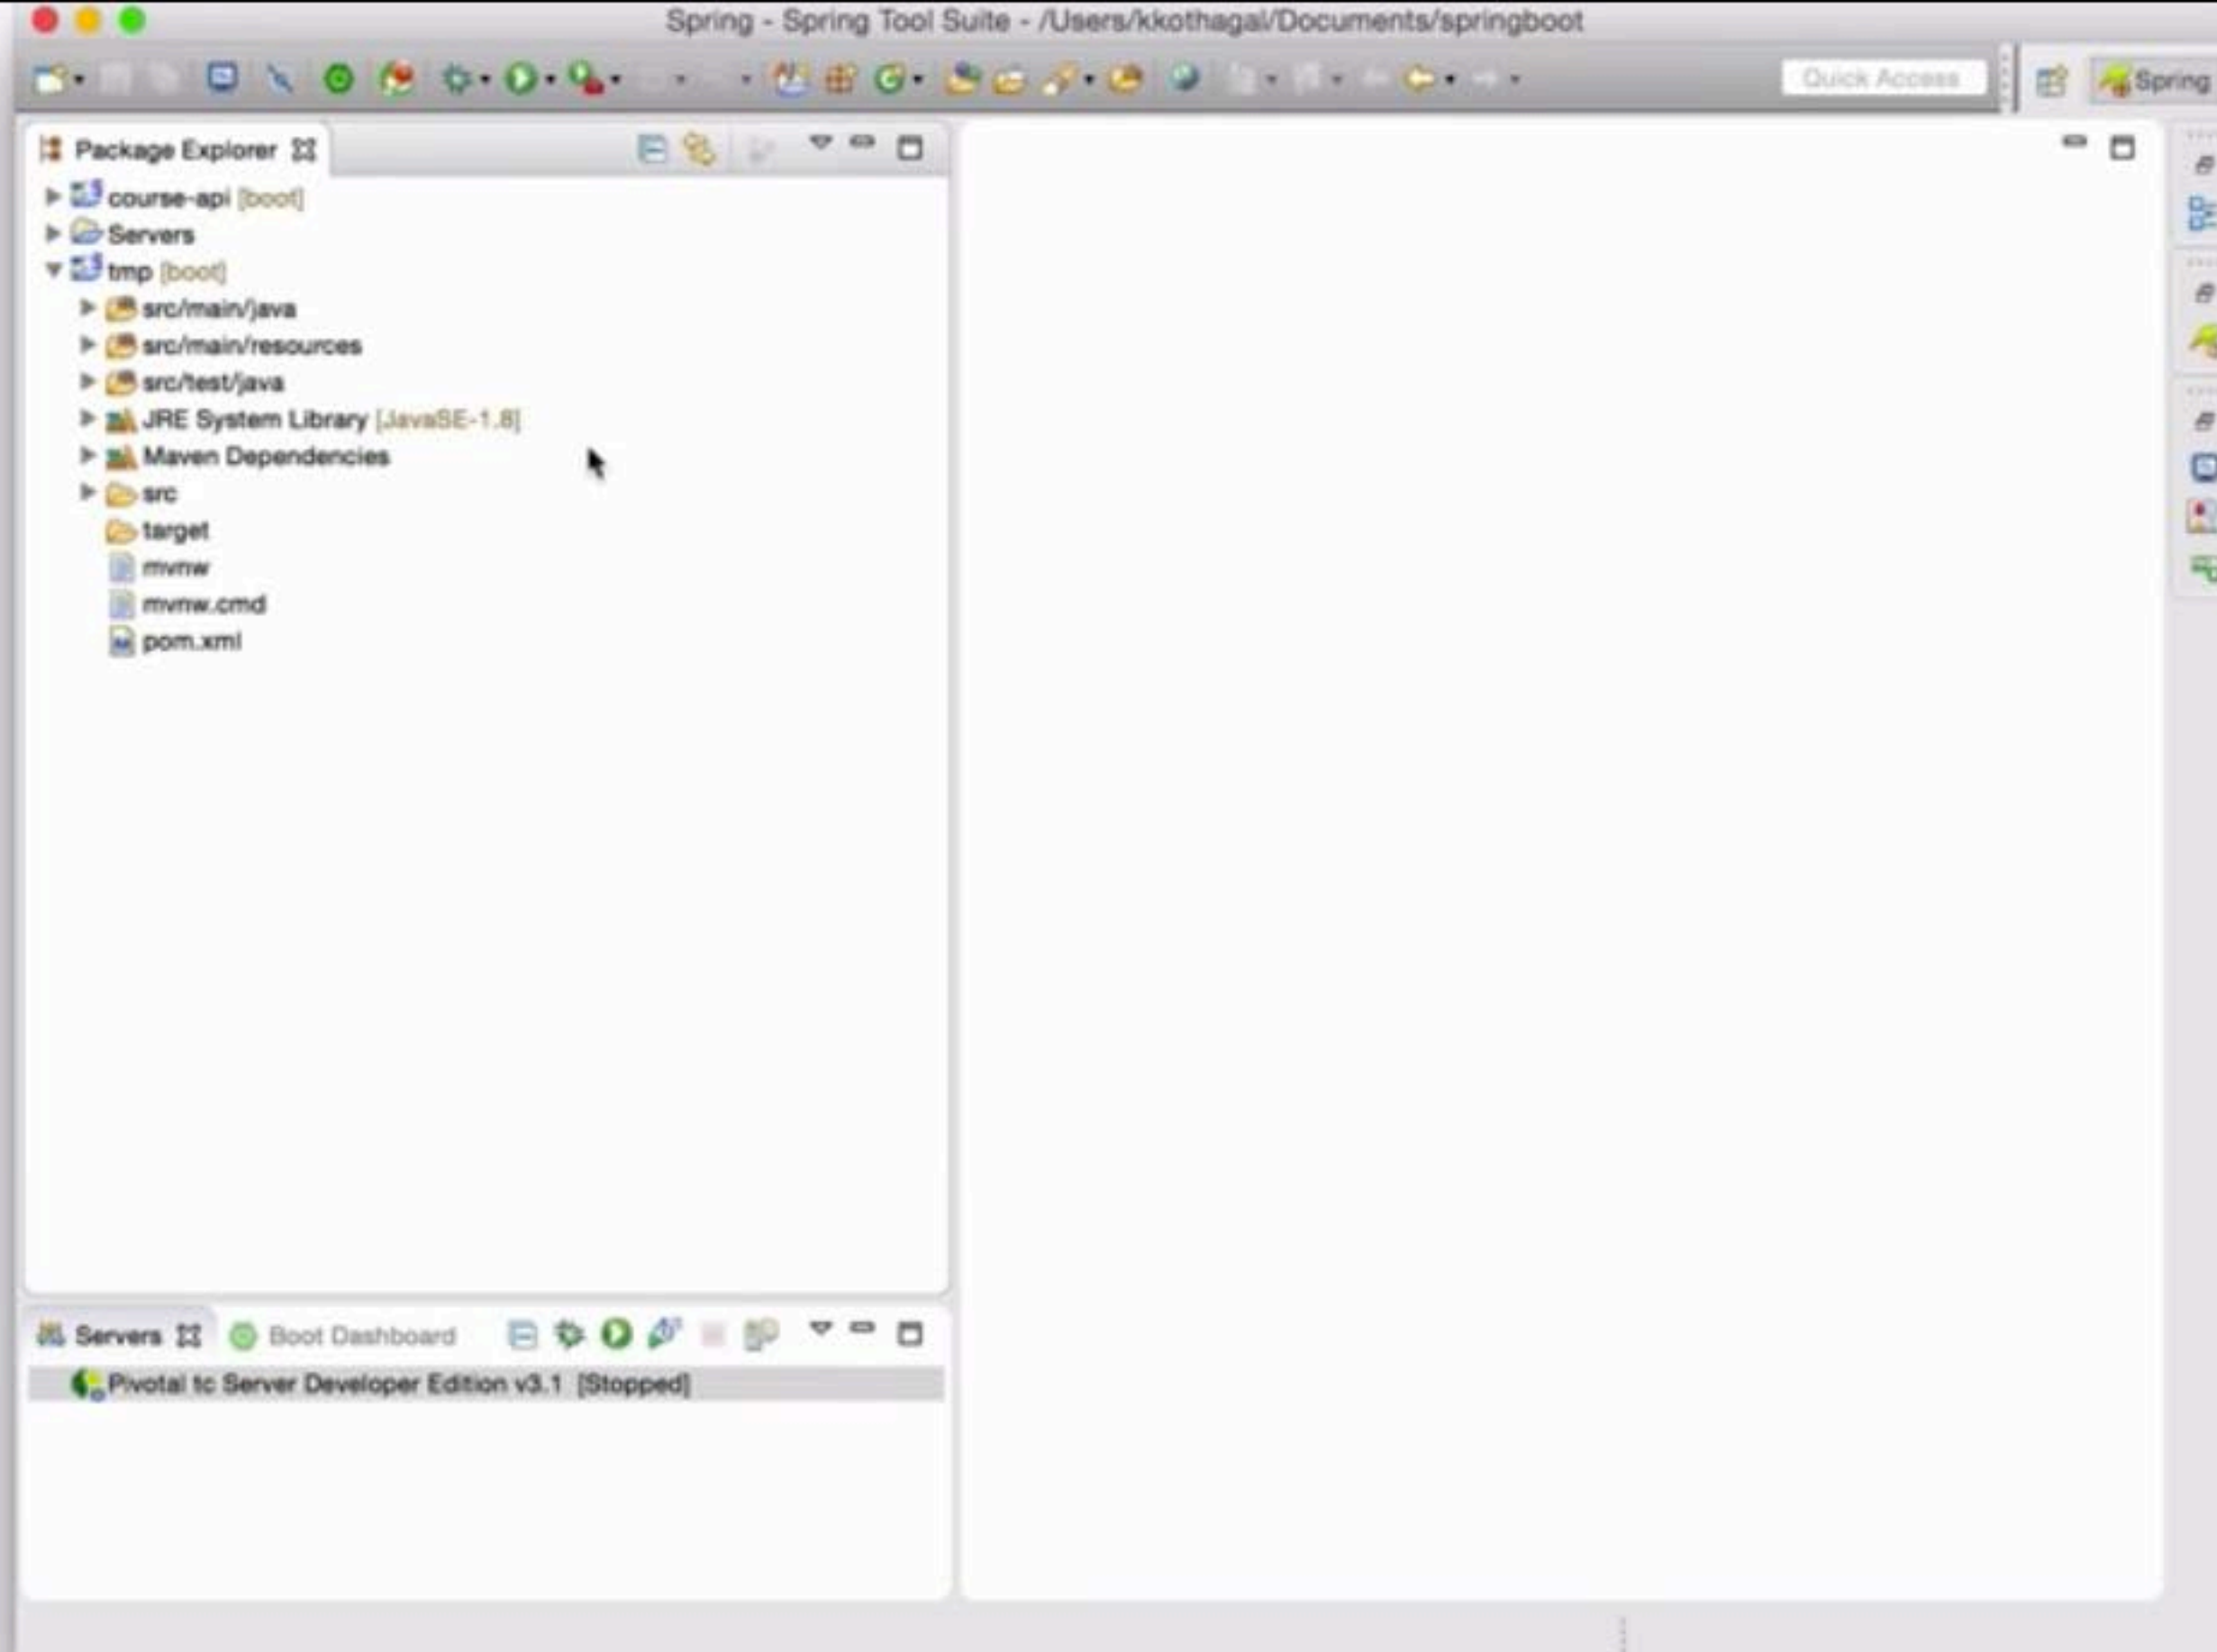 Spring - Spring Tool Suite - /Users/kkothagal/Documents/springboot
Quick Access
Spring
Package Explorer
course-api [boot]
Servers
tmp [boot]
src/main/java
src/main/resources
src/test/java
JRE System Library [JavaSE-1.8]
Maven Dependencies
src
target
mvnw
mvnw.cmd
pom.xml
Servers Boot Dashboard
Pivotal tc Server Developer Edition v3.1 [Stopped]